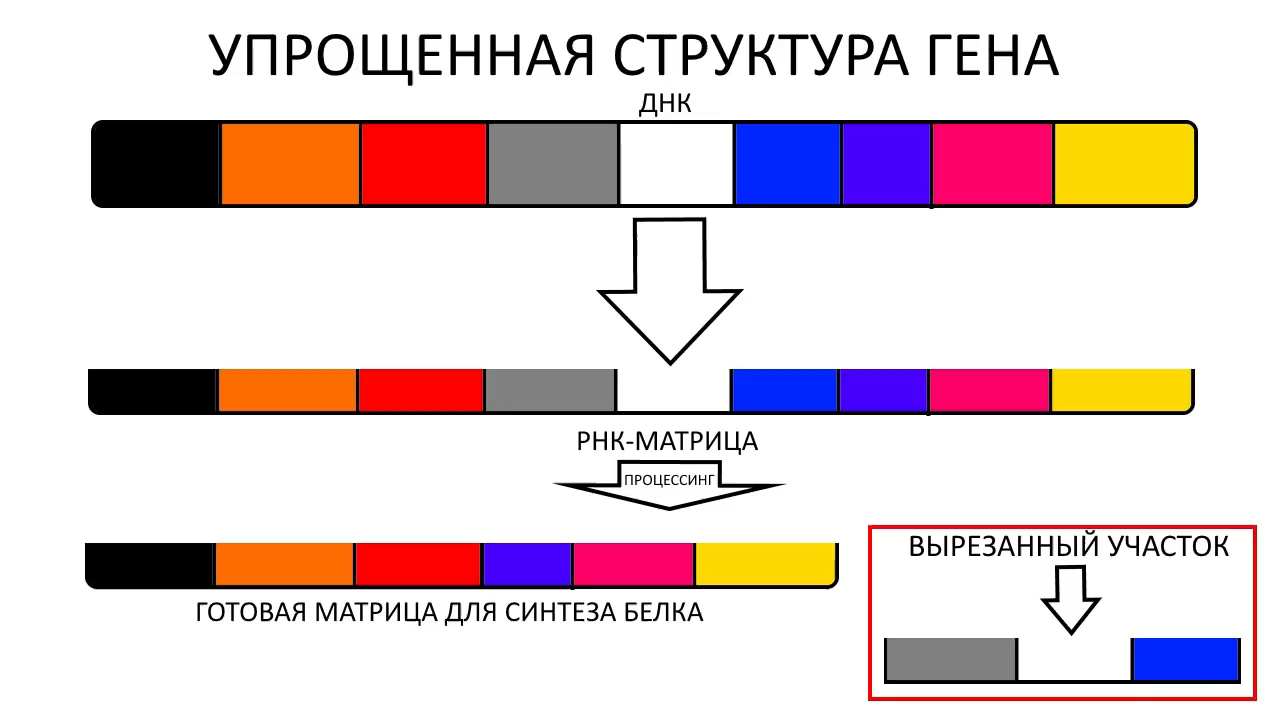 УПРОЩЕННАЯ СТРУКТУРА ГЕНА
ДНК
РНК-МАТРИЦА
ПРОЦЕССИНГ
ГОТОВАЯ МАТРИЦА ДЛЯ СИНТЕЗА БЕЛКА
ВЫРЕЗАННЫЙ УЧАСТОК